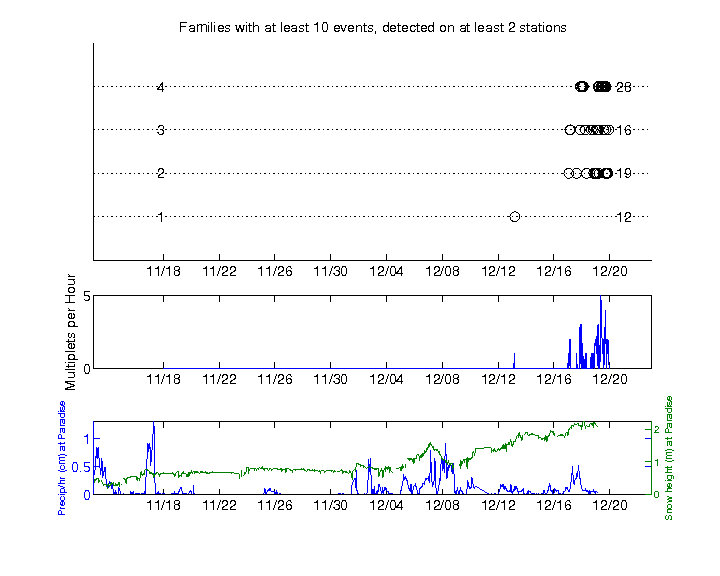 Families with at least 10 events, detected on at least 2 stations
4 26
3 16
2 19
1 12
11/18 11/22 11/26 11/30 12/04 12/08 12/12 12/16 12/20
Multiplets per Hour
5
0
11/18 11/22 11/26 11/30 12/04 12/08 12/12 12/16 12/20
Precip/hr (cm) at Paradise
1
0.5
0
2
1
0
Snow height (m) at Paradise
11/18 11/22 11/26 11/30 12/04 12/08 12/12 12/16 12/20